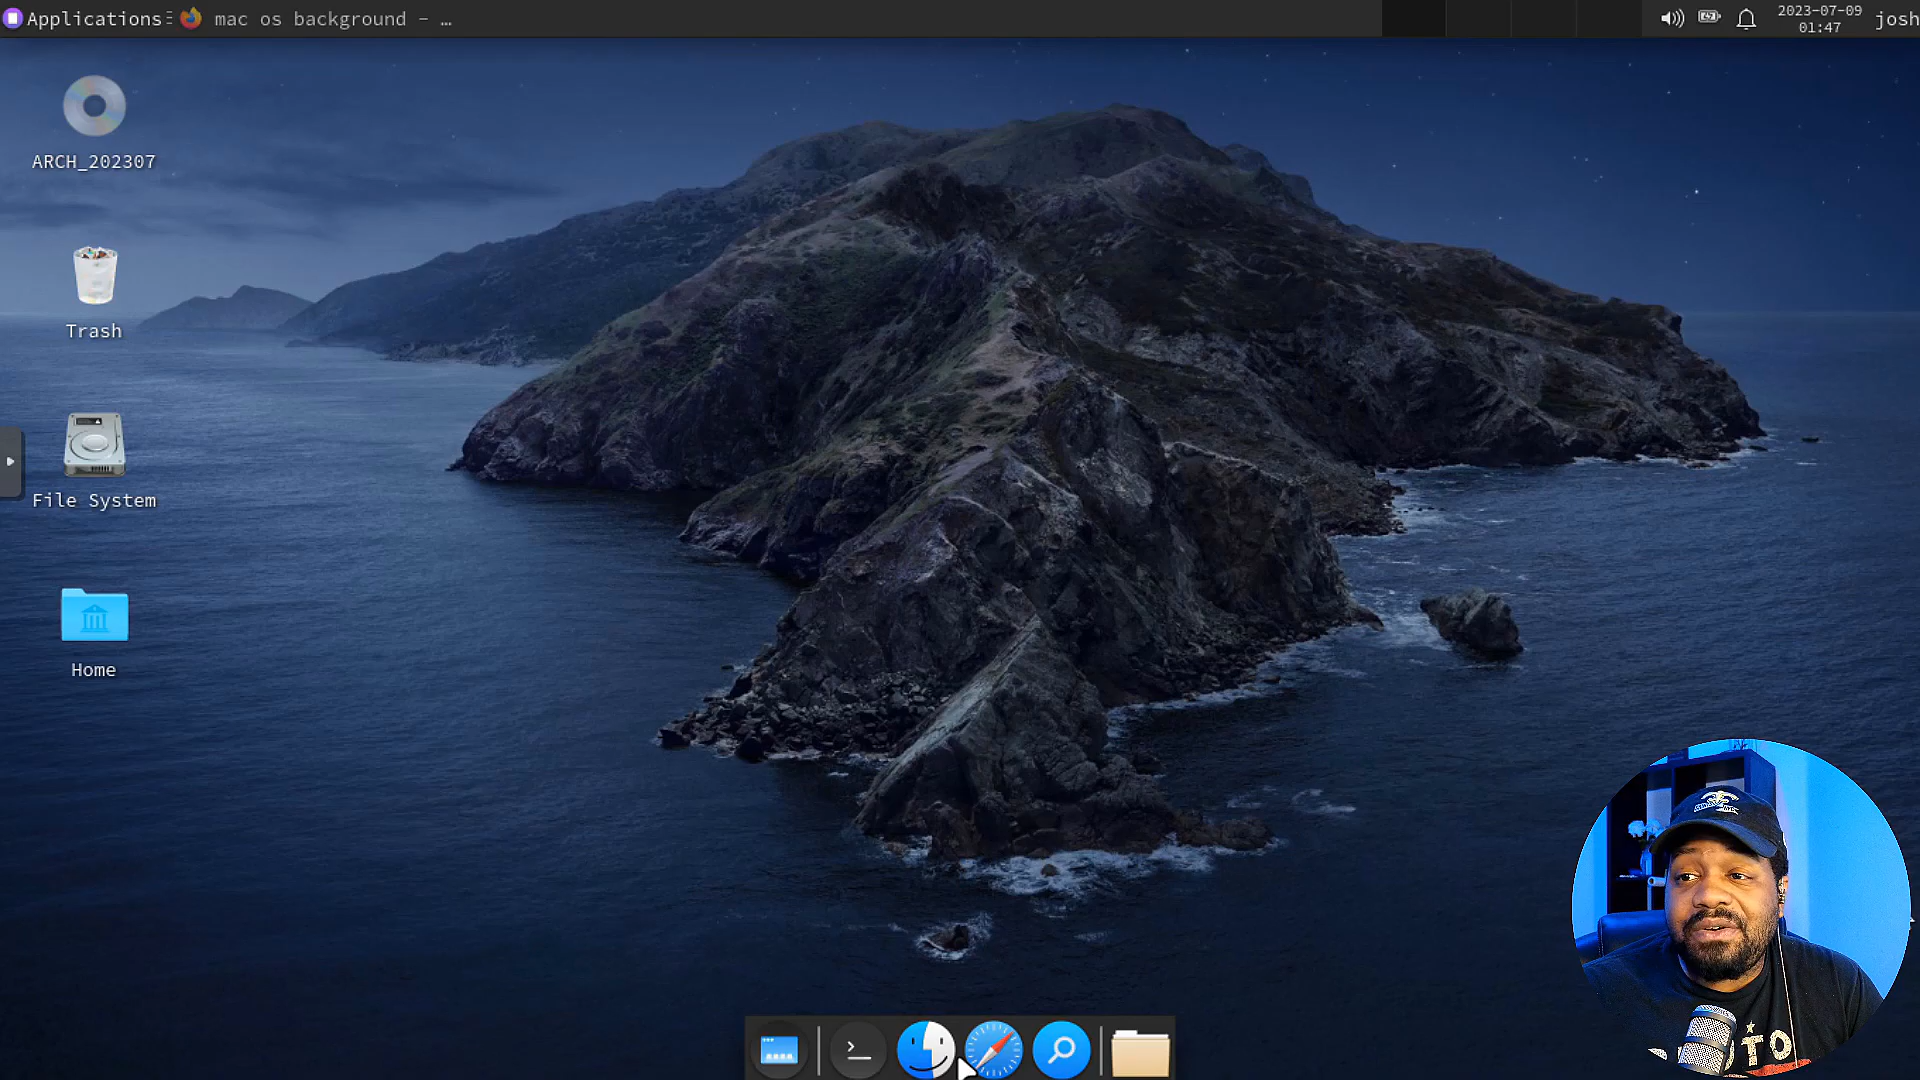 Applications
mac os background - …
2023-07-09
01:47
josh
ARCH_202307
Trash
File System
Home